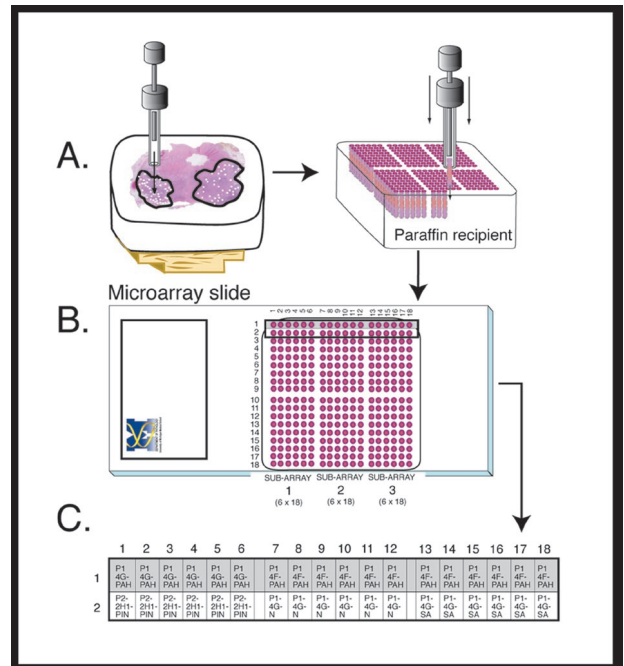 A.
Paraffin recipient
Microarray slide
B.
1 2 3 4 5 6 7 8 9 10 11 12 13 14 15 16 17 18
1
2
3
4
5
6
7
8
9
10
11
12
13
14
15
16
17
18
SUB-ARRAY SUB-ARRAY SUB-ARRAY
1 2 3
(6 x 18) (6 x 18) (6 x 18)
C.
1 2 3 4 5 6 7 8 9 10 11 12 13 14 15 16 17 18
P1 P1 P1 P1 P1 P1 P1 P1 P1 P1 P1 P1 P1 P1 P1 P1 P1 P1
1 4G- 4G- 4G- 4G- 4G- 4G- 4F- 4F- 4F- 4F- 4F- 4F- 4F- 4F- 4F- 4F- 4F- 4F-
PAH PAH PAH PAH PAH PAH PAH PAH PAH PAH PAH PAH PAH PAH PAH PAH PAH PAH
P2- P2- P2- P2- P2- P2- P1- P1- P1- P1- P1- P1- P1- P1- P1- P1- P1- P1-
2 2H1- 2H1- 2H1- 2H1- 2H1- 2H1- 4G- 4G- 4G- 4G- 4G- 4G- 4G- 4G- 4G- 4G- 4G- 4G-
PIN PIN PIN PIN PIN PIN N N N N N N SA SA SA SA SA SA